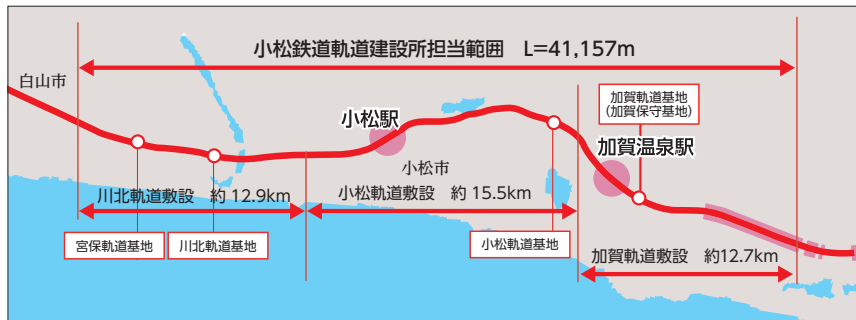 小松鉄道軌道建設所担当範囲 L=41,157m
白山市
加賀軌道基地
(加賀保守基地)
小松駅
加賀温泉駅
小松市
川北軌道敷設 約 12.9km
小松軌道敷設 約 15.5km
宮保軌道基地
川北軌道基地
小松軌道基地
加賀軌道敷設 約12.7km